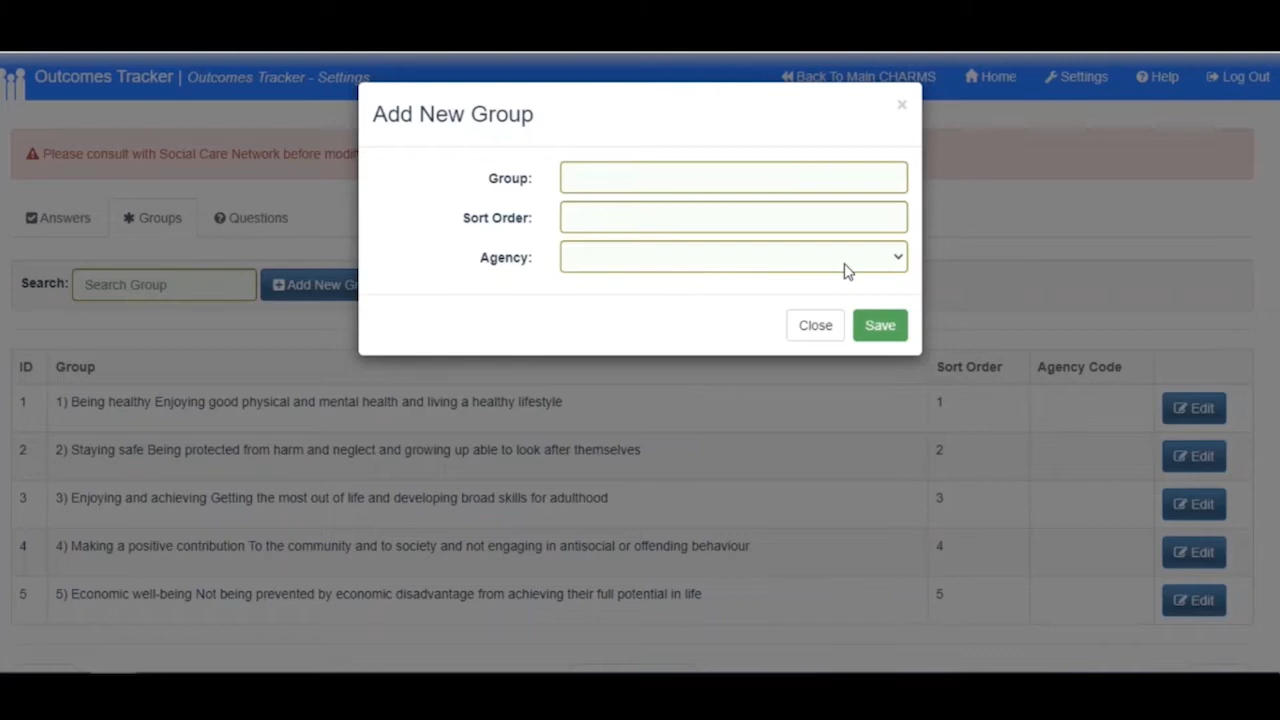 Outcomes Tracker | Outcomes Tracker - Settings
Back To Main CHARMS
Home
Settings
Help
Log Out
Add New Group
×
Please consult with Social Care Network before
Group:
Sort Order:
Agency:
Answers
Groups
Questions
Search:
Search Group
Add New
Close
Save
ID Group Sort Order Agency Code
1 1) Being healthy Enjoying good physical and mental health and living a healthy lifestyle 1 Edit
2 2) Staying safe Being protected from harm and neglect and growing up able to look after themselves 2 Edit
3 3) Enjoying and achieving Getting the most out of life and developing broad skills for adulthood 3 Edit
4 4) Making a positive contribution To the community and to society and not engaging in antisocial or offending behaviour 4 Edit
5 5) Economic well-being Not being prevented by economic disadvantage from achieving their full potential in life 5 Edit